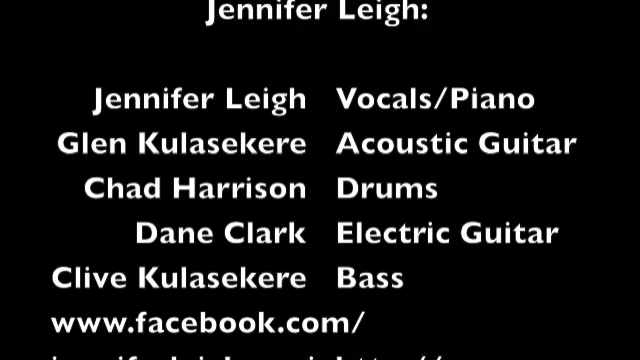 Jennifer Leigh:
Jennifer Leigh Vocals/Piano
Glen Kulasekere Acoustic Guitar
Chad Harrison Drums
Dane Clark Electric Guitar
Clive Kulasekere Bass
www.facebook.com/